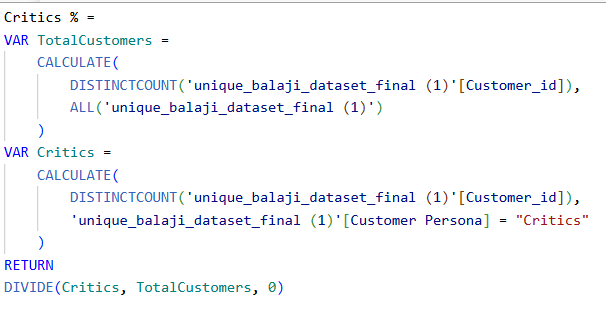 Critics % =
VAR TotalCustomers =
    CALCULATE(
        DISTINCTCOUNT('unique_balaji_dataset_final (1)'[Customer_id]),
        ALL('unique_balaji_dataset_final (1)')
    )
VAR Critics =
    CALCULATE(
        DISTINCTCOUNT('unique_balaji_dataset_final (1)'[Customer_id]),
        'unique_balaji_dataset_final (1)'[Customer Persona] = "Critics"
    )
RETURN
DIVIDE(Critics, TotalCustomers, 0)